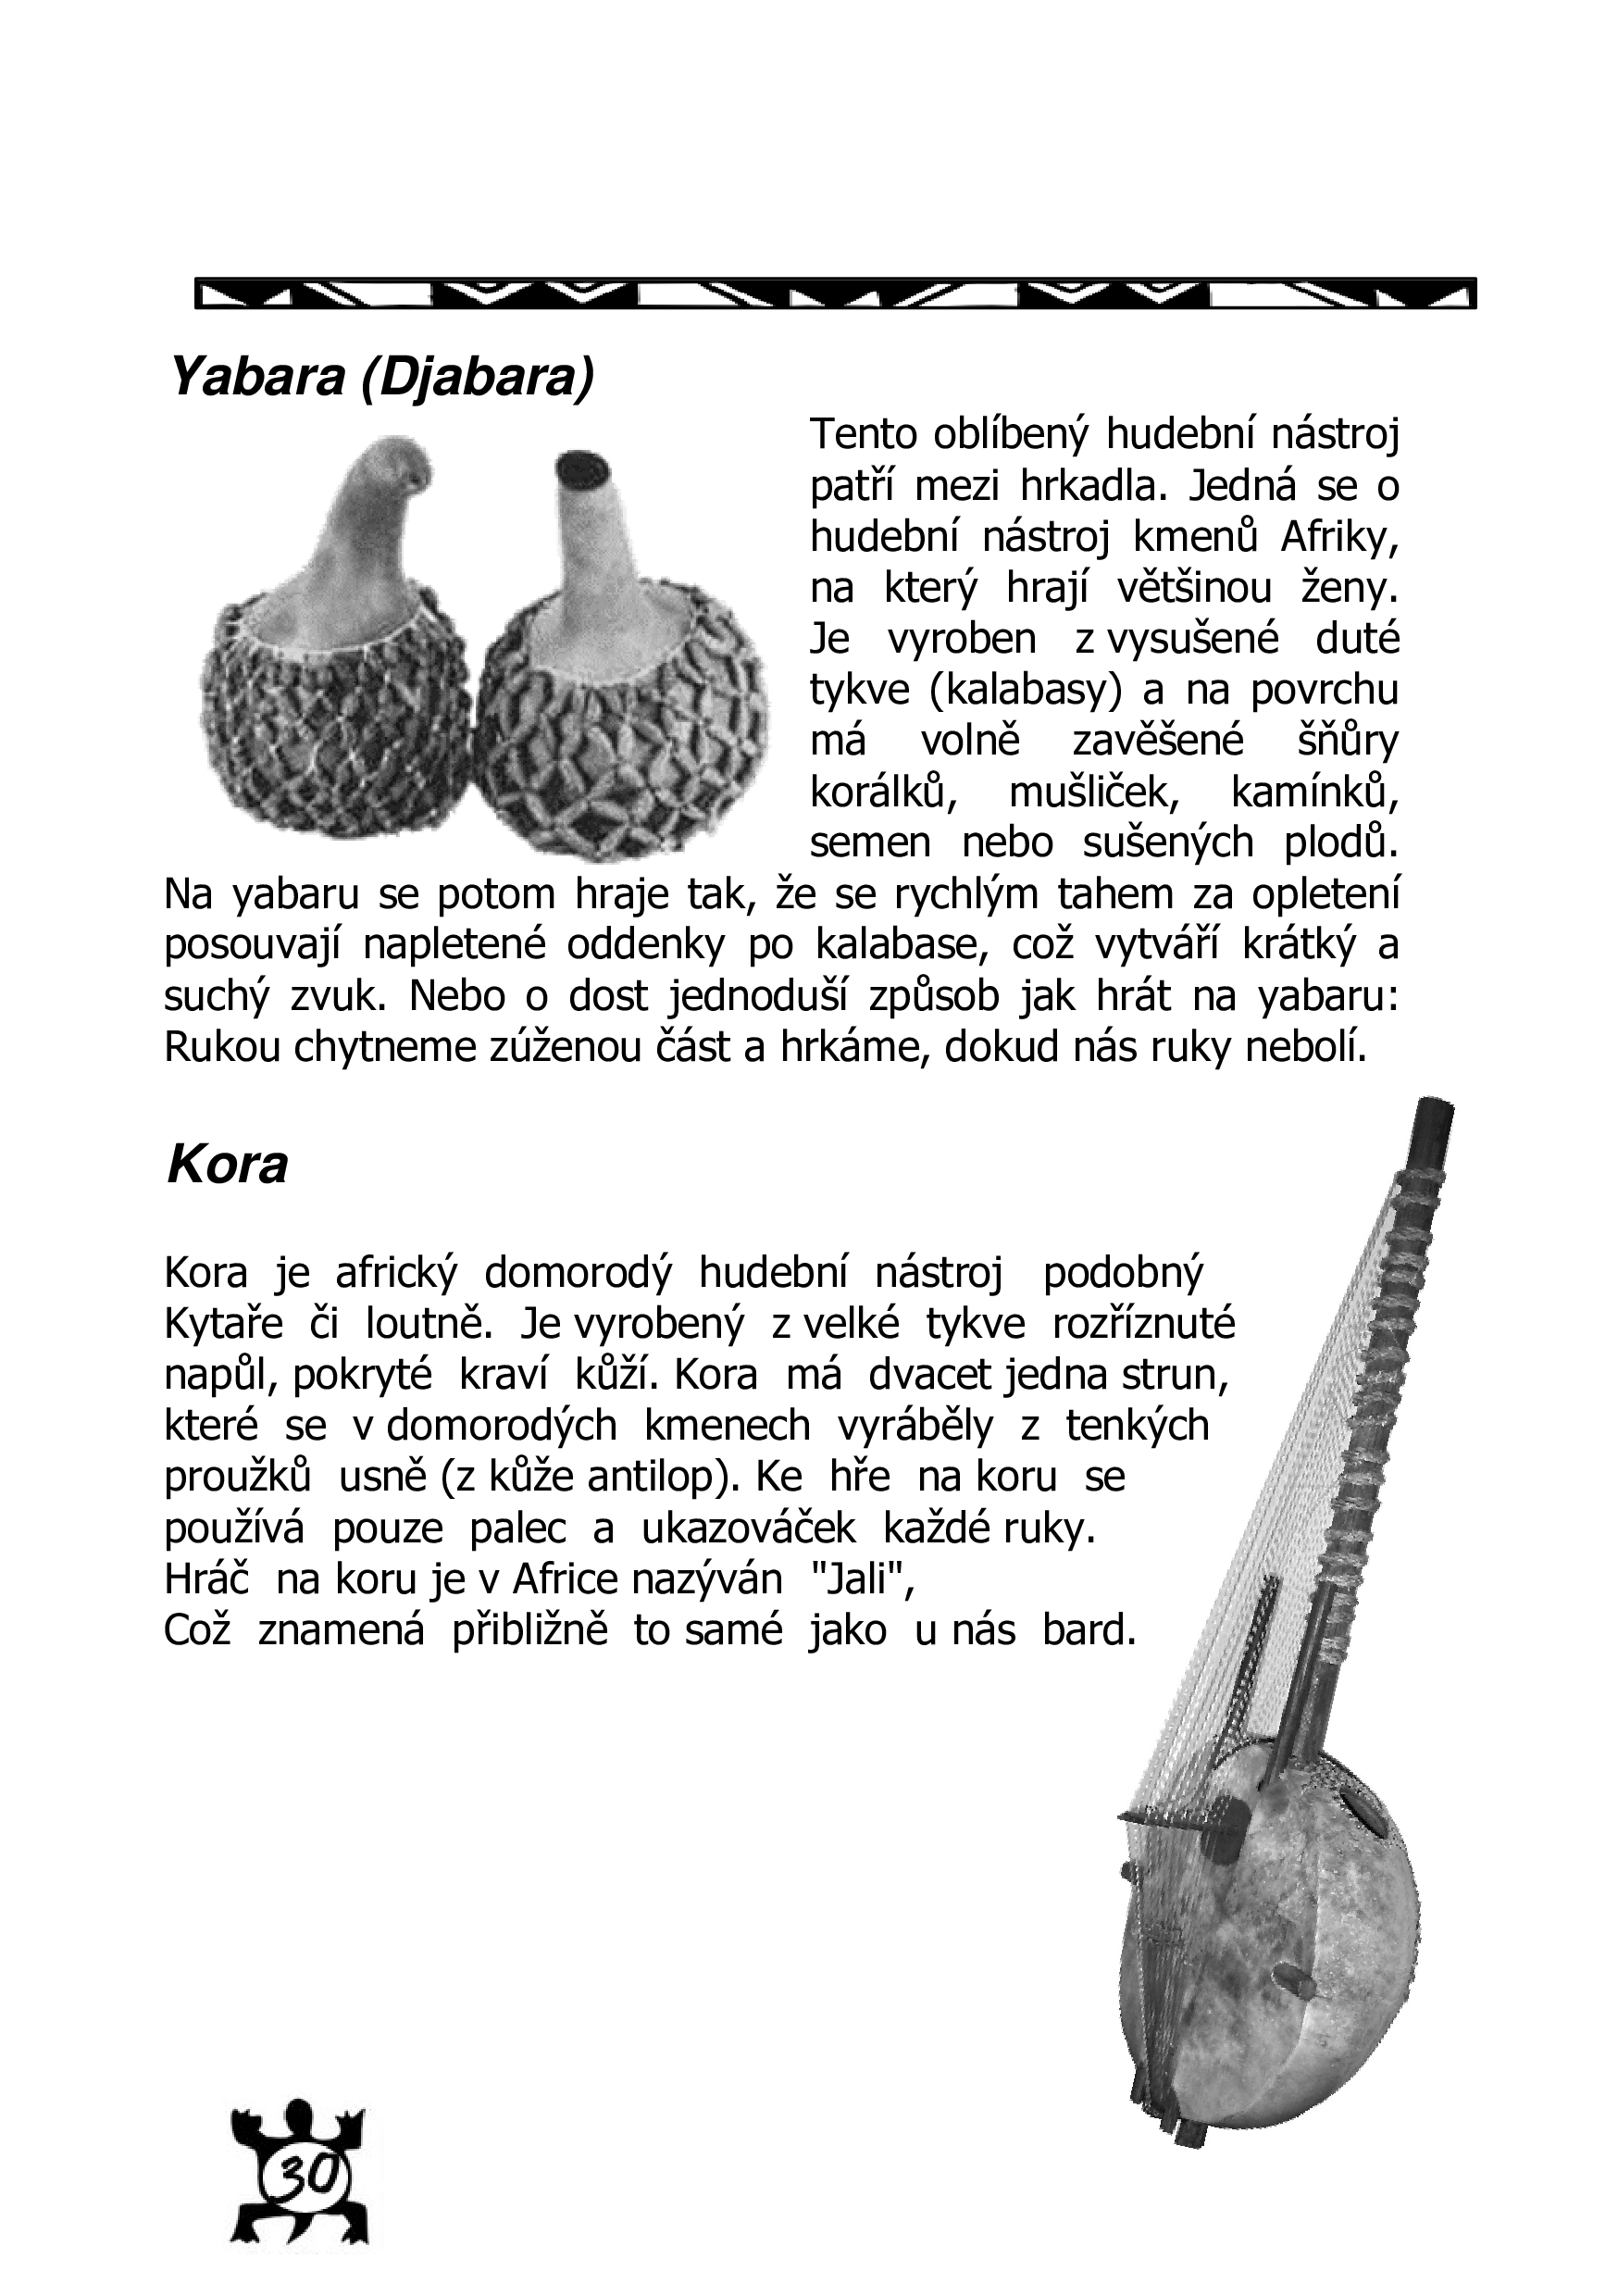 Yabara (Djabara)
Tento oblíbený hudební nástroj
patří mezi hrkadla. Jedná se o
hudební nástroj kmenů Afriky,
na který hrají většinou ženy.
Je vyroben z vysušené duté
tykve (kalabasy) a na povrchu
má volně zavěšené šňůry
korálků, mušliček, kamínků,
semen nebo sušených plodů.
Na yabaru se potom hraje tak, že se rychlým tahem za opletení
posouvají napletené oddenky po kalabase, což vytváří krátký a
suchý zvuk. Nebo o dost jednoduší způsob jak hrát na yabaru:
Rukou chytneme zúženou část a hrkáme, dokud nás ruky nebolí.
Kora
Kora je africký domorodý hudební nástroj podobný
Kytaře či loutně. Je vyrobený z velké tykve rozříznuté
napůl, pokryté kraví kůží. Kora má dvacet jedna strun,
které se v domorodých kmenech vyráběly z tenkých
proužků usně (z kůže antilop). Ke hře na koru se
používá pouze palec a ukazováček každé ruky.
Hráč na koru je v Africe nazýván "Jali",
Což znamená přibližně to samé jako u nás bard.
30